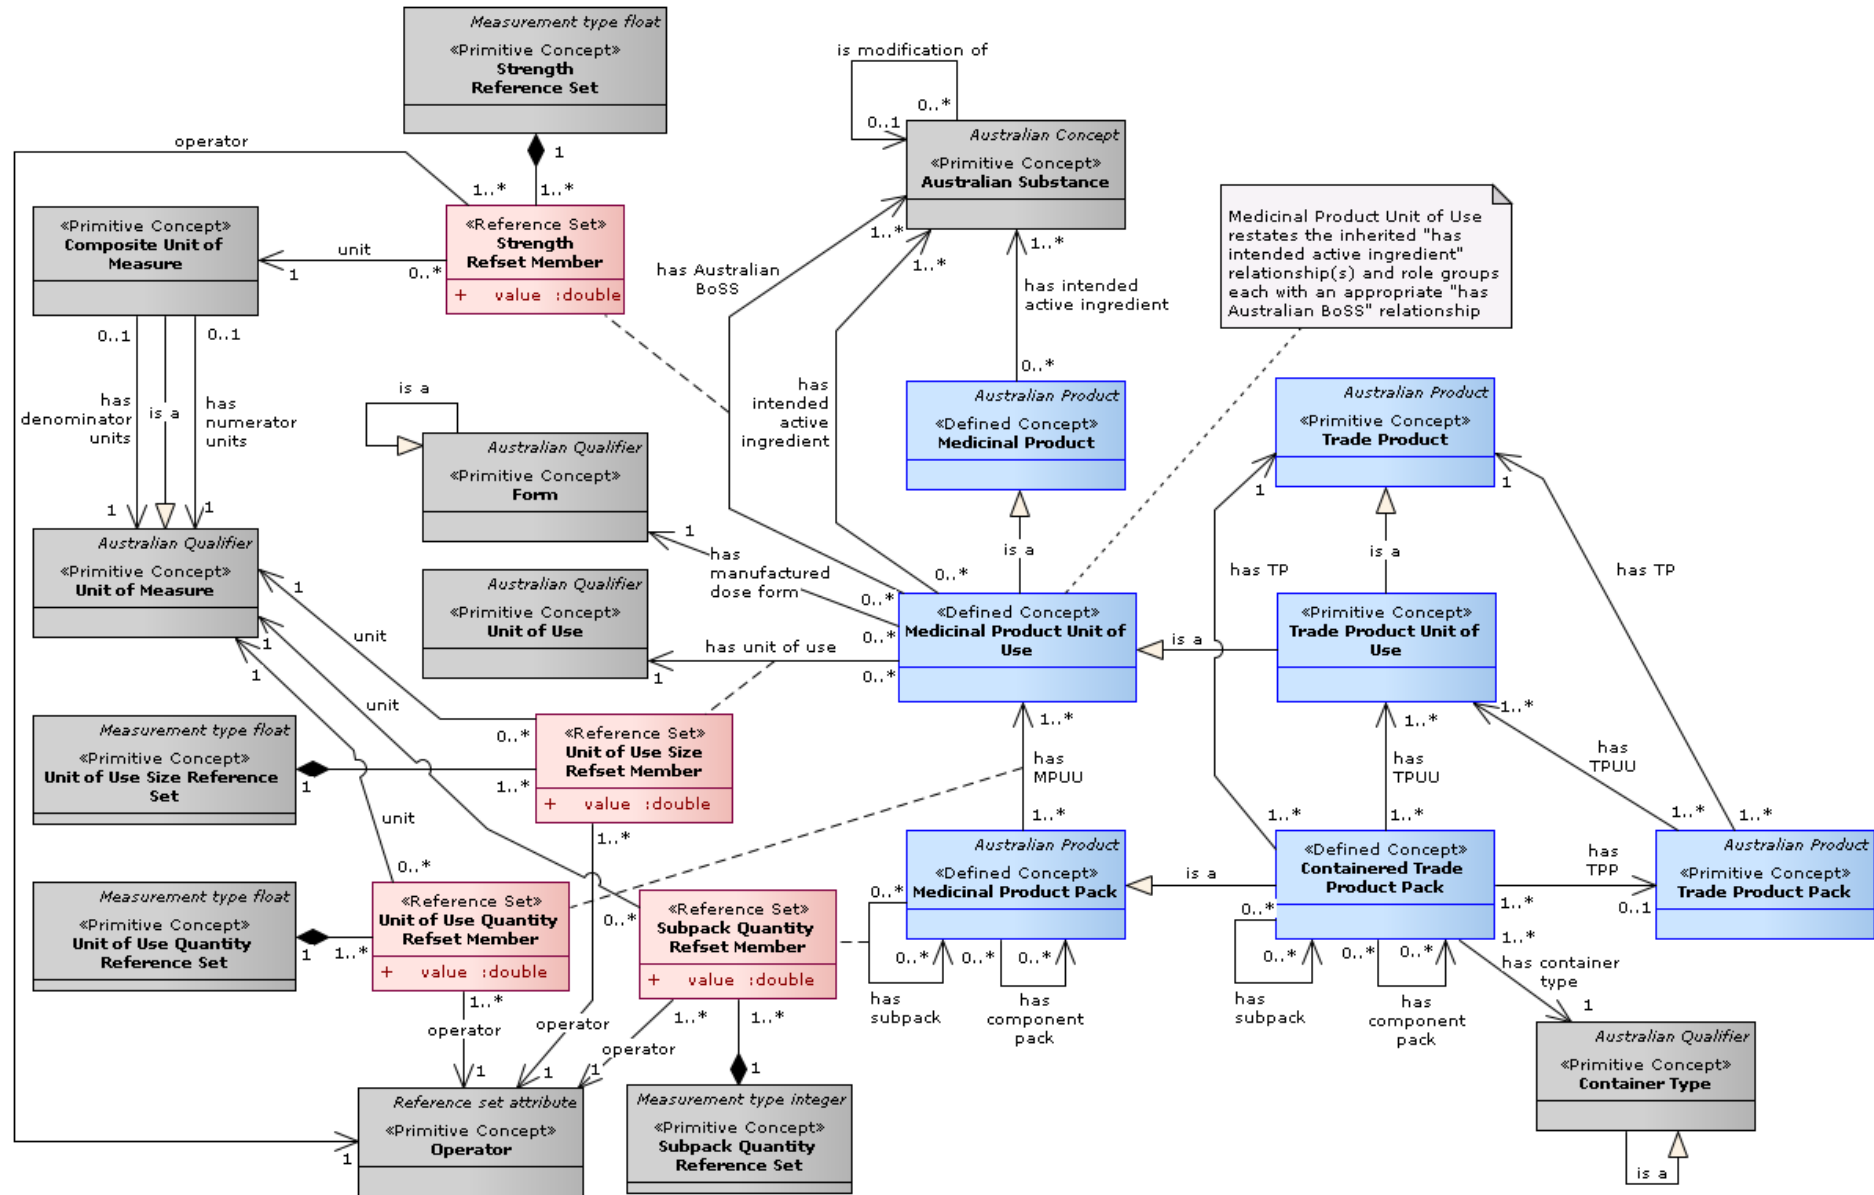 Measurement type float
«Primitive Concept»
Strength
Reference Set
is modification of
0..*
0..1
Australian Concept
«Primitive Concept»
Australian Substance
operator
1
1..*
1..*
«Reference Set»
Strength
Refset Member
+ value :double
«Primitive Concept»
Composite Unit of
Measure
unit
1
0..*
Medicinal Product Unit of Use
restates the inherited "has
intended active ingredient"
relationship(s) and role groups
each with an appropriate "has
Australian BoSS" relationship
1..*
1..*
1..*
has Australian
BoSS
has intended
active ingredient
0..*
0..1
0..1
has
denominator
units
is a
has
numerator
units
1
1
is a
Australian Qualifier
«Primitive Concept»
Form
has
intended
active
ingredient
Australian Product
«Defined Concept»
Medicinal Product
Australian Product
«Primitive Concept»
Trade Product
1
1
Australian Qualifier
«Primitive Concept»
Unit of Measure
1
has
manufactured
dose form
is a
is a
has TP
has TP
Australian Qualifier
«Primitive Concept»
Unit of Use
0..*
0..*
0..*
0..*
has unit of use
1
«Defined Concept»
Medicinal Product Unit of
Use
is a
«Primitive Concept»
Trade Product Unit of
Use
1
1
1
unit
unit
unit
0..*
Measurement type float
«Primitive Concept»
Unit of Use Size Reference
Set
1
1..*
«Reference Set»
Unit of Use Size
Refset Member
+ value :double
1..*
1..*
1..*
has
MPUU
has
TPUU
has
TPUU
1..*
1..*
1..*
1..*
1..*
1..*
0..*
Measurement type float
«Primitive Concept»
Unit of Use Quantity
Reference Set
1
1..*
«Reference Set»
Unit of Use Quantity
Refset Member
+ value :double
0..*
«Reference Set»
Subpack Quantity
Refset Member
+ value :double
Australian Product
«Defined Concept»
Medicinal Product Pack
is a
«Defined Concept»
Containered Trade
Product Pack
has
TPP
1..*
0..1
Australian Product
«Primitive Concept»
Trade Product Pack
0..*
0..*
0..*
0..*
has
subpack
has
component
pack
0..*
0..*
0..*
0..*
has
subpack
has
component
pack
1..*
has container
type
1
1..*
operator
operator
operator
1..*
1..*
1
1
1
1
1
Reference set attribute
«Primitive Concept»
Operator
Measurement type integer
«Primitive Concept»
Subpack Quantity
Reference Set
Australian Qualifier
«Primitive Concept»
Container Type
is a